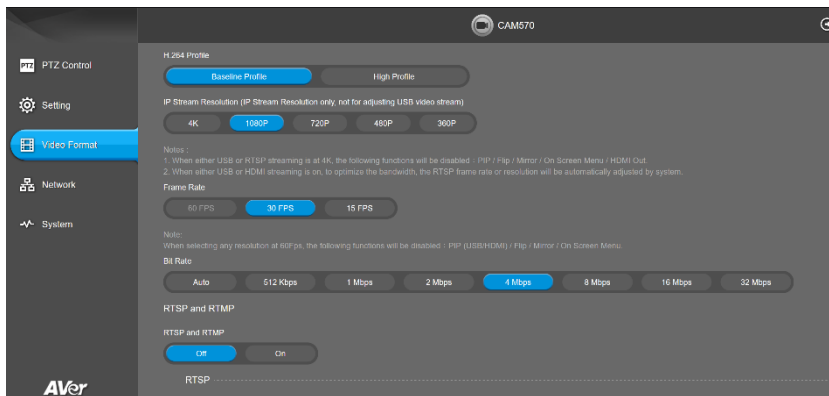 CAM570
PTZ PTZ Control
Setting
Video Format
Network
System
AVer
H.264 Profile
Baseline Profile High Profile
IP Stream Resolution (IP Stream Resolution only, not for adjusting USB video stream)
4K 1080P 720P 480P 360P
Notes :
1. When either USB or RTSP streaming is at 4K, the following functions will be disabled : PIP / Flip / Mirror / On Screen Menu / HDMI Out.
2. When either USB or HDMI streaming is on, to optimize the bandwidth, the RTSP frame rate or resolution will be automatically adjusted by system.
Frame Rate
60 FPS 30 FPS 15 FPS
Note:
When selecting any resolution at 60Fps, the following functions will be disabled : PIP (USB/HDMI) / Flip / Mirror / On Screen Menu.
Bit Rate
Auto 512 Kbps 1 Mbps 2 Mbps 4 Mbps 8 Mbps 16 Mbps 32 Mbps
RTSP and RTMP
RTSP and RTMP
Off On
RTSP